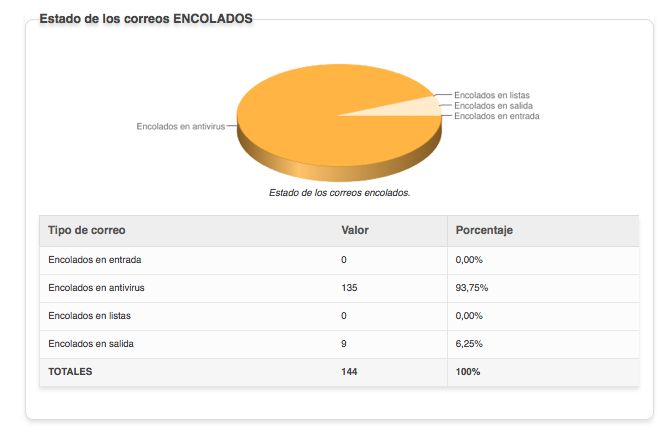 Estado de los correos ENCOLADOS
Encolados en listas
Encolados en salida
Encolados en entrada
Encolados en antivirus
Estado de los correos encolados.
Tipo de correo Valor Porcentaje
Encolados en entrada 0 0,00%
Encolados en antivirus 135 93,75%
Encolados en listas 0 0,00%
Encolados en salida 9 6,25%
TOTALES 144 100%